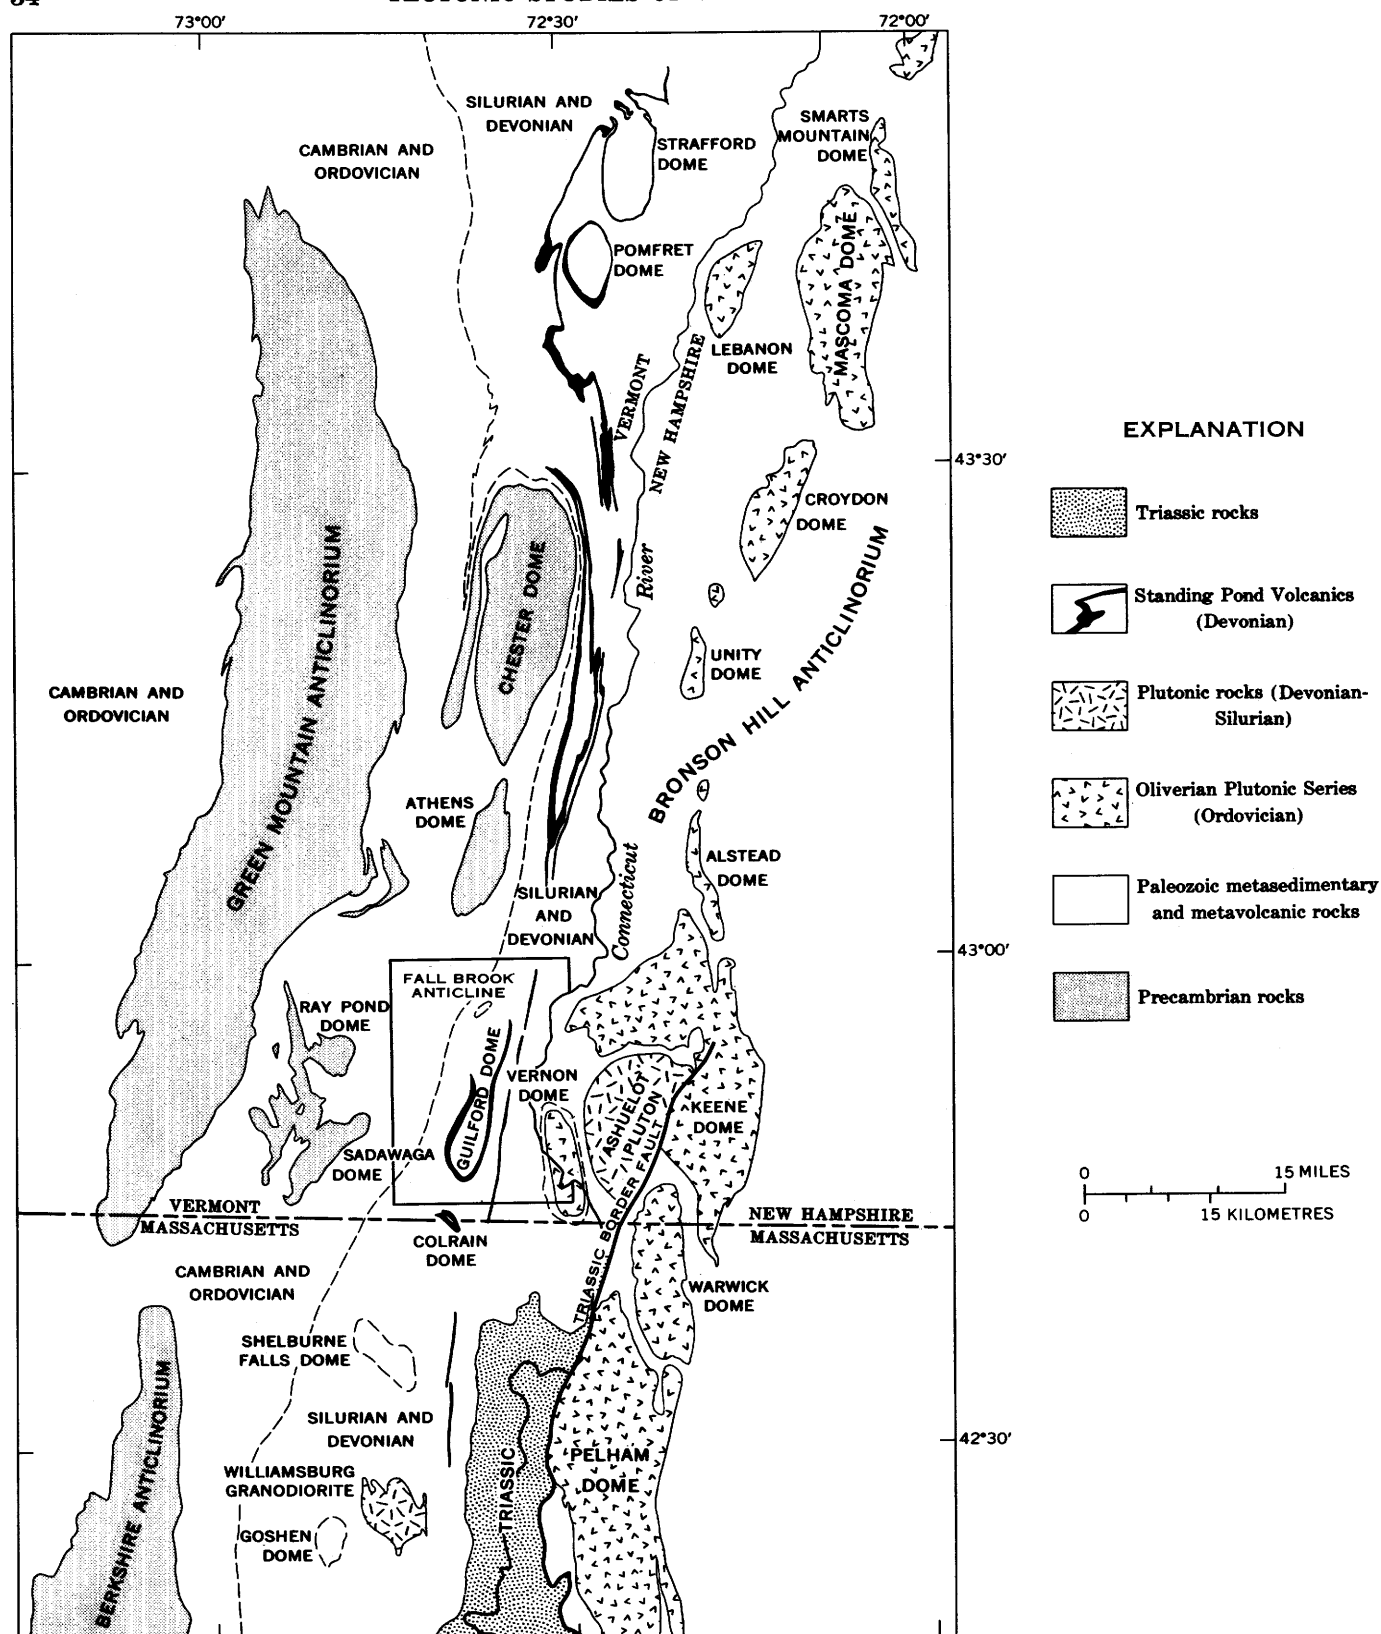 34
73°00′
72°30′
72°00′
SILURIAN AND
DEVONIAN
CAMBRIAN AND
ORDOVICIAN
STRAFFORD
DOME
SMARTS
MOUNTAIN
DOME
POMFRET
DOME
MASCOMA DOME
LEBANON
DOME
VERMONT
NEW HAMPSHIRE
43°30′
CROYDON
DOME
River
CHESTER DOME
GREEN MOUNTAIN ANTICLINORIUM
UNITY
DOME
BRONSON HILL ANTICLINORIUM
CAMBRIAN AND
ORDOVICIAN
ATHENS
DOME
ALSTEAD
DOME
Connecticut
SILURIAN
AND
DEVONIAN
43°00′
FALL BROOK
ANTICLINE
RAY POND
DOME
GUILFORD DOME
VERNON
DOME
ASHUELOT
PLUTON
KEENE
DOME
SADAWAGA
DOME
VERMONT
MASSACHUSETTS
NEW HAMPSHIRE
MASSACHUSETTS
COLRAIN
DOME
TRIASSIC BORDER FAULT
CAMBRIAN AND
ORDOVICIAN
WARWICK
DOME
SHELBURNE
FALLS DOME
SILURIAN AND
DEVONIAN
42°30′
BERKSHIRE ANTICLINORIUM
WILLIAMSBURG
GRANODIORITE
TRIASSIC
PELHAM
DOME
GOSHEN
DOME
EXPLANATION
Triassic rocks
Standing Pond Volcanics
(Devonian)
Plutonic rocks (Devonian-
Silurian)
Oliverian Plutonic Series
(Ordovician)
Paleozoic metasedimentary
and metavolcanic rocks
Precambrian rocks
0 15 MILES
0 15 KILOMETRES